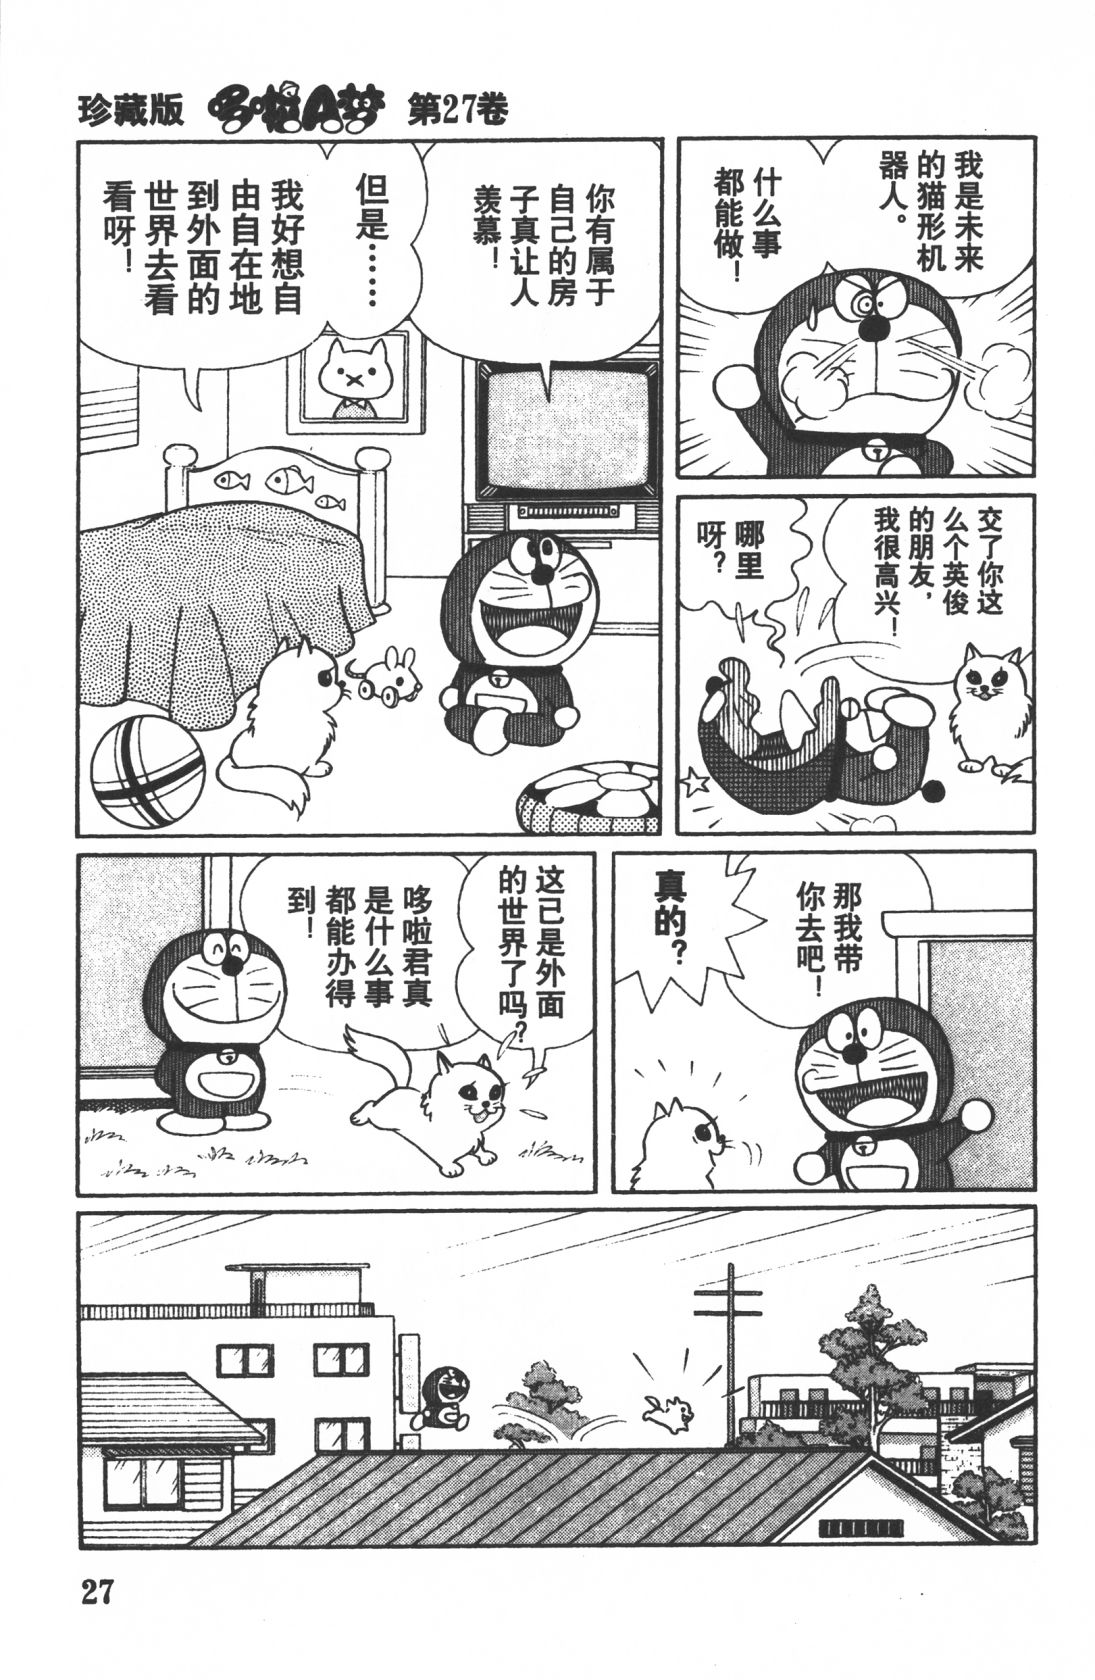 珍藏版 哆啦A梦 第27卷
我是未来
的猫形机
器人。
什么事
都能做！
交了你这
么个英俊
的朋友，
我很高兴！
哪里
呀？
你有属于
自己的房
子真让人
羡慕！
但是……
我好想自
由自在地
到外面的
世界去看
看呀！
那我带
你去吧！
真的？
这已是外面
的世界了吗？
哆啦君真
是什么事
都能办得
到！
27